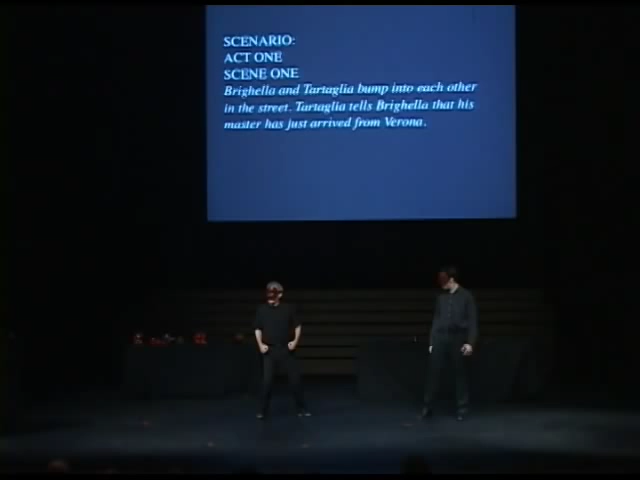 SCENARIO:
ACT ONE
SCENE ONE
Brighella and Tartaglia bump into each other
in the street. Tartaglia tells Brighella that his
master has just arrived from Verona.